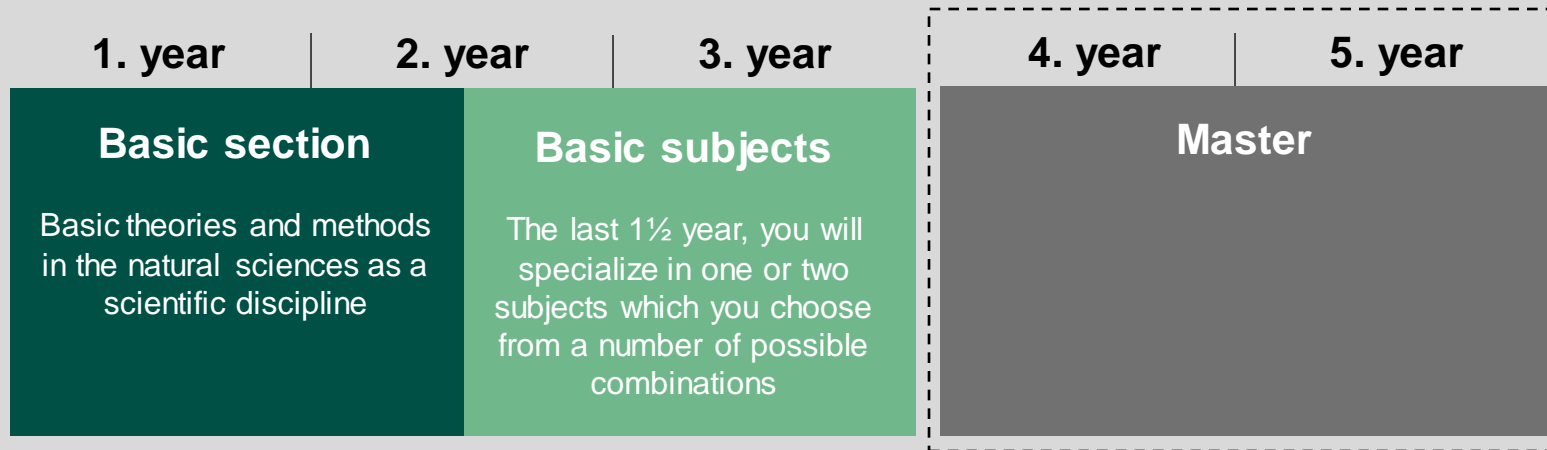 1. year
2. year
3. year
4. year
5. year
Basic section
Basic theories and methods
in the natural sciences as a
scientific discipline
Basic subjects
The last 1½ year, you will
specialize in one or two
subjects which you choose
from a number of possible
combinations
Master